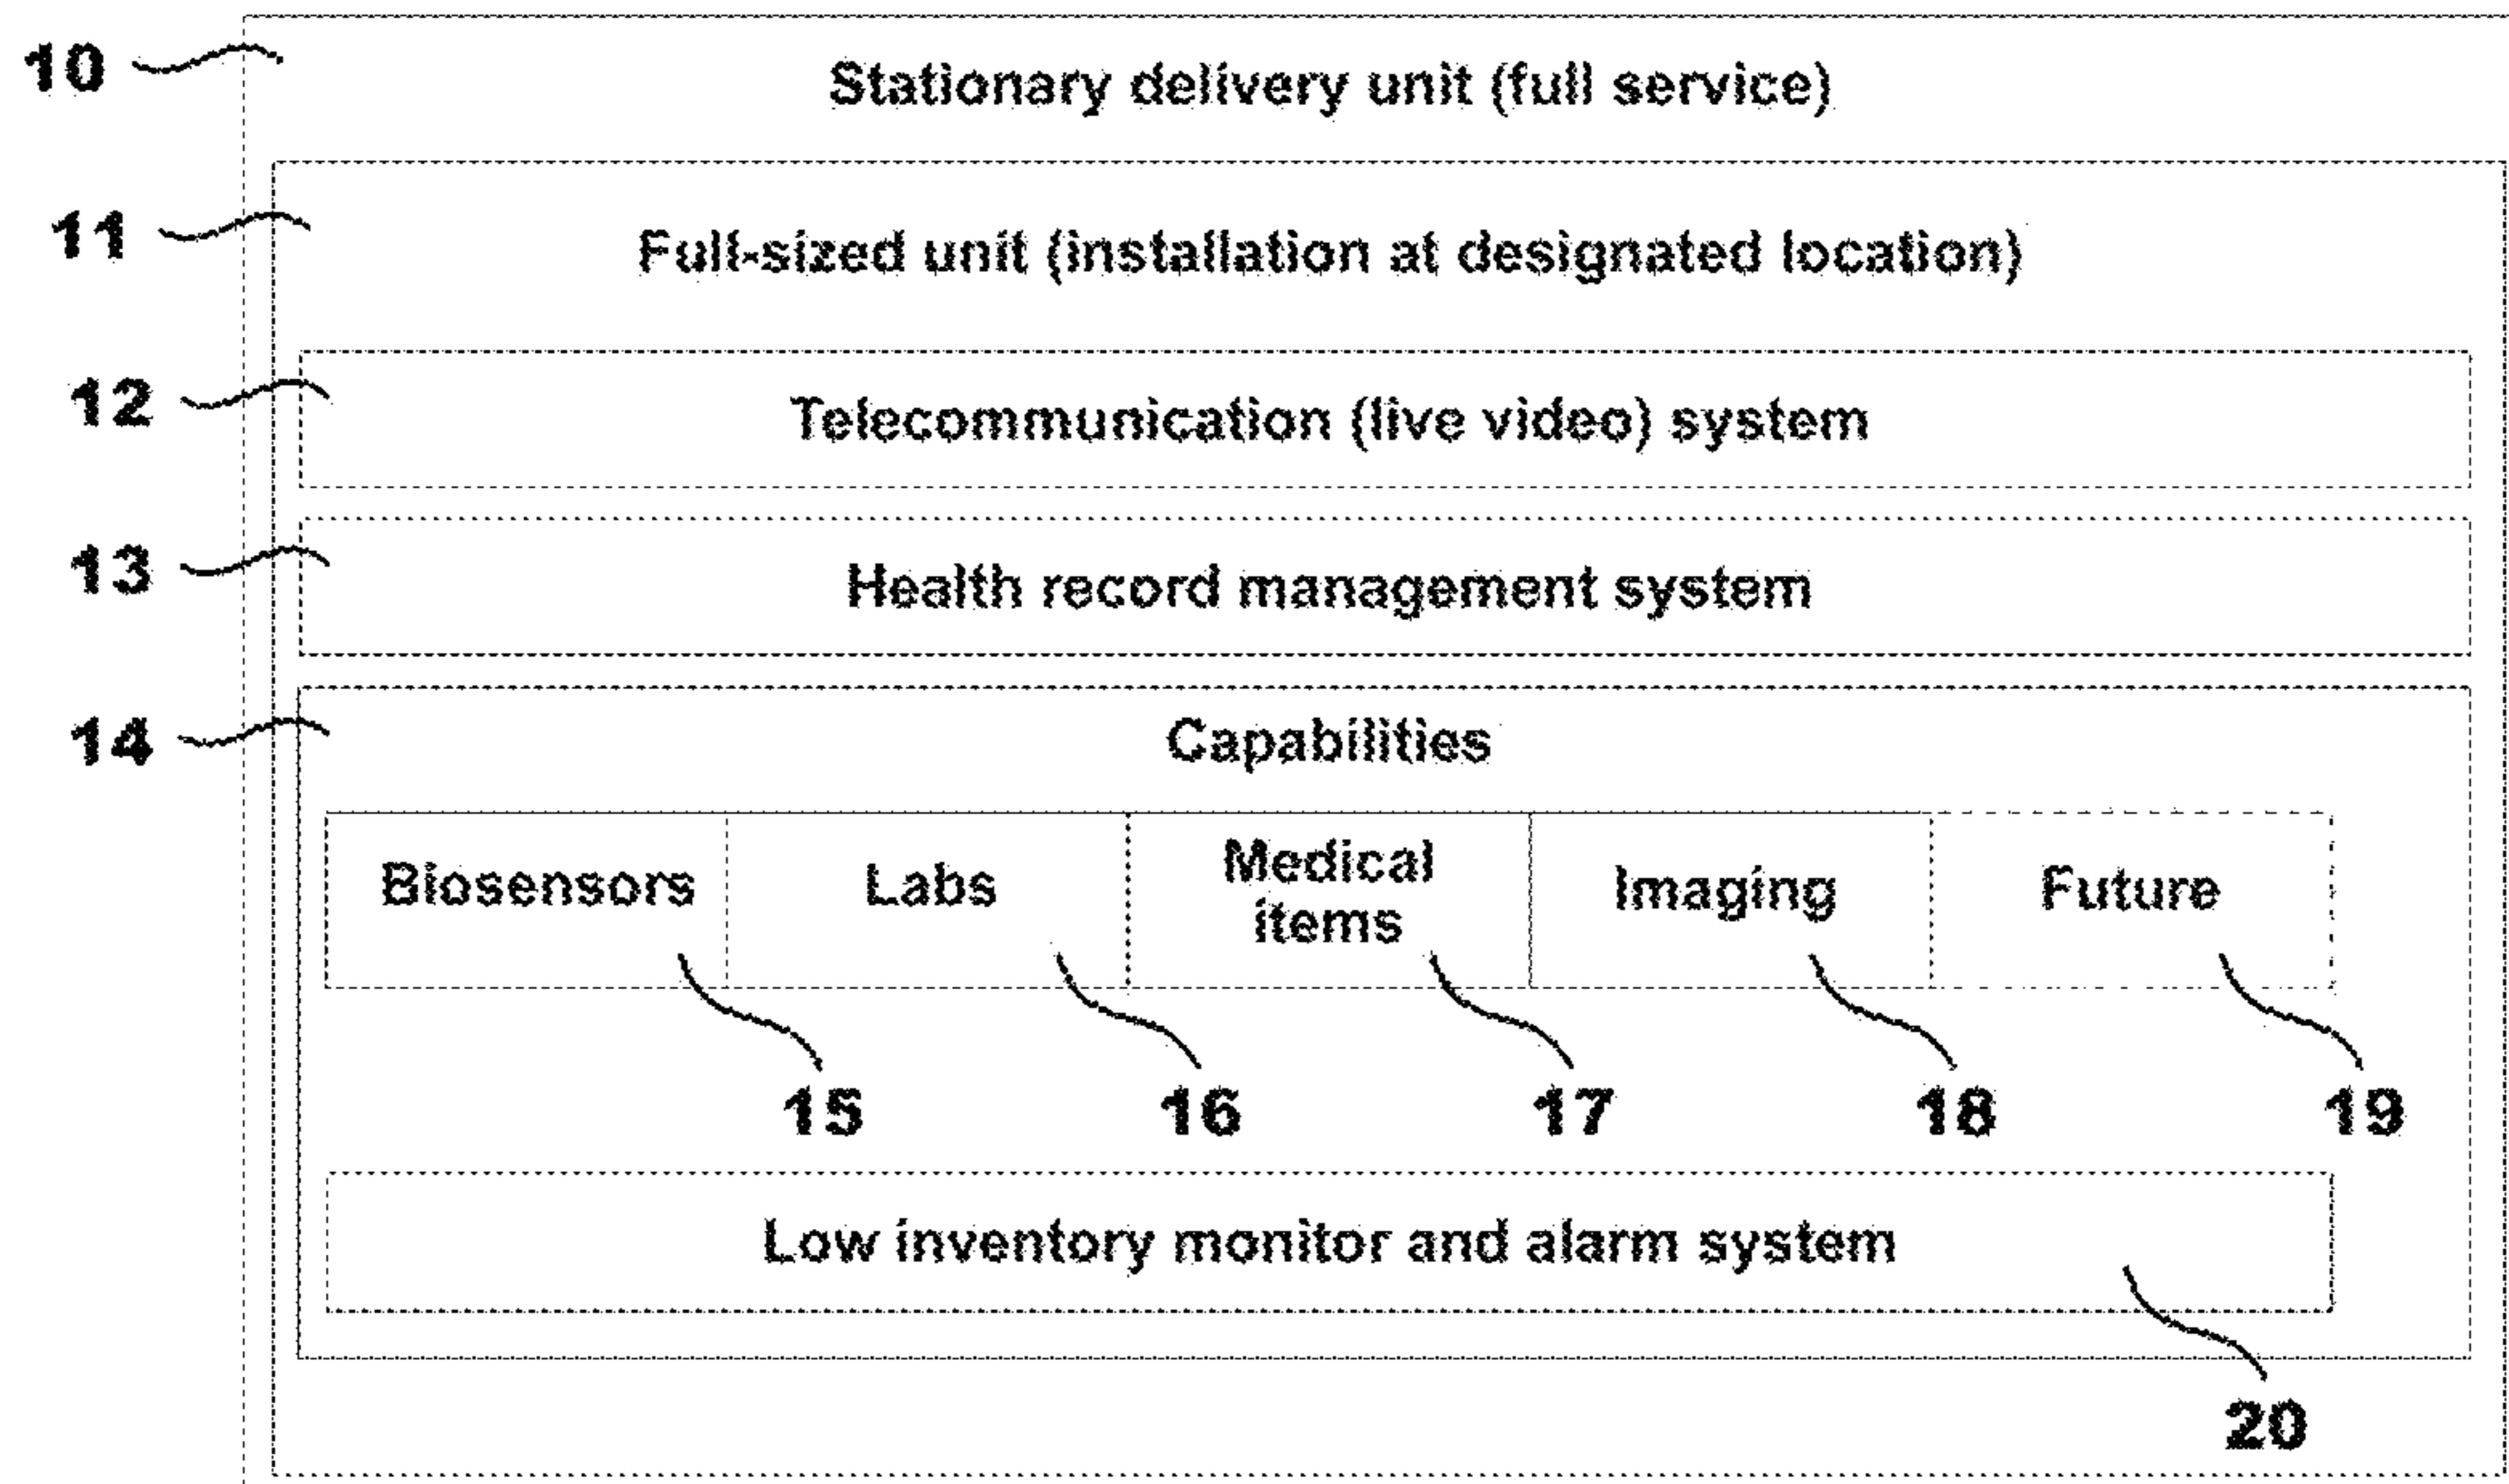 10 Stationary delivery unit (full service)
11 Full-sized unit (installation at designated location)
12 Telecommunication (live video) system
13 Health record management system
14 Capabilities
Biosensors Labs Medical items Imaging Future
15 16 17 18 19
Low inventory monitor and alarm system
20